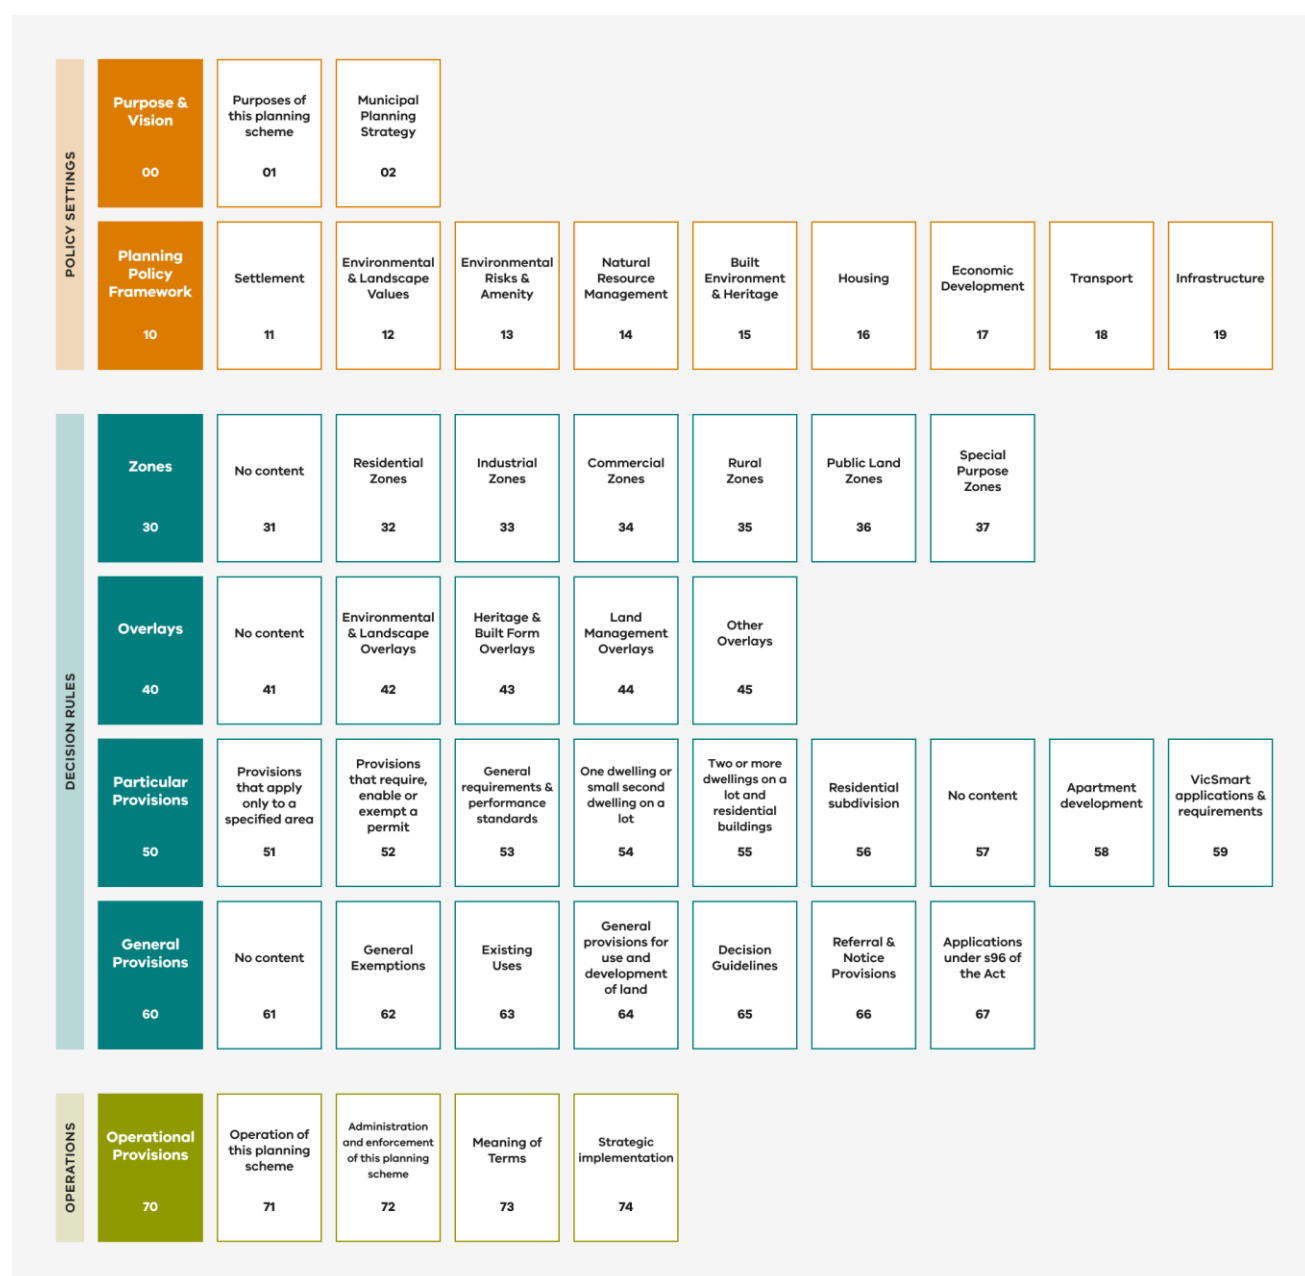 POLICY SETTINGS
Purpose &
Vision
00
Purposes of
this planning
scheme
01
Municipal
Planning
Strategy
02
Planning
Policy
Framework
10
Settlement
11
Environmental
& Landscape
Values
12
Environmental
Risks &
Amenity
13
Natural
Resource
Management
14
Built
Environment
& Heritage
15
Housing
16
Economic
Development
17
Transport
18
Infrastructure
19
DECISION RULES
Zones
30
No content
31
Residential
Zones
32
Industrial
Zones
33
Commercial
Zones
34
Rural
Zones
35
Public Land
Zones
36
Special
Purpose
Zones
37
Overlays
40
No content
41
Environmental
& Landscape
Overlays
42
Heritage &
Built Form
Overlays
43
Land
Management
Overlays
44
Other
Overlays
45
Particular
Provisions
50
Provisions
that apply
only to a
specified area
51
Provisions
that require,
enable or
exempt a
permit
52
General
requirements &
performance
standards
53
One dwelling or
small second
dwelling on a
lot
54
Two or more
dwellings on a
lot and
residential
buildings
55
Residential
subdivision
56
No content
57
Apartment
development
58
VicSmart
applications &
requirements
59
General
Provisions
60
No content
61
General
Exemptions
62
Existing
Uses
63
General
provisions for
use and
development
of land
64
Decision
Guidelines
65
Referral &
Notice
Provisions
66
Applications
under s96 of
the Act
67
OPERATIONS
Operational
Provisions
70
Operation of
this planning
scheme
71
Administration
and enforcement
of this planning
scheme
72
Meaning of
Terms
73
Strategic
implementation
74